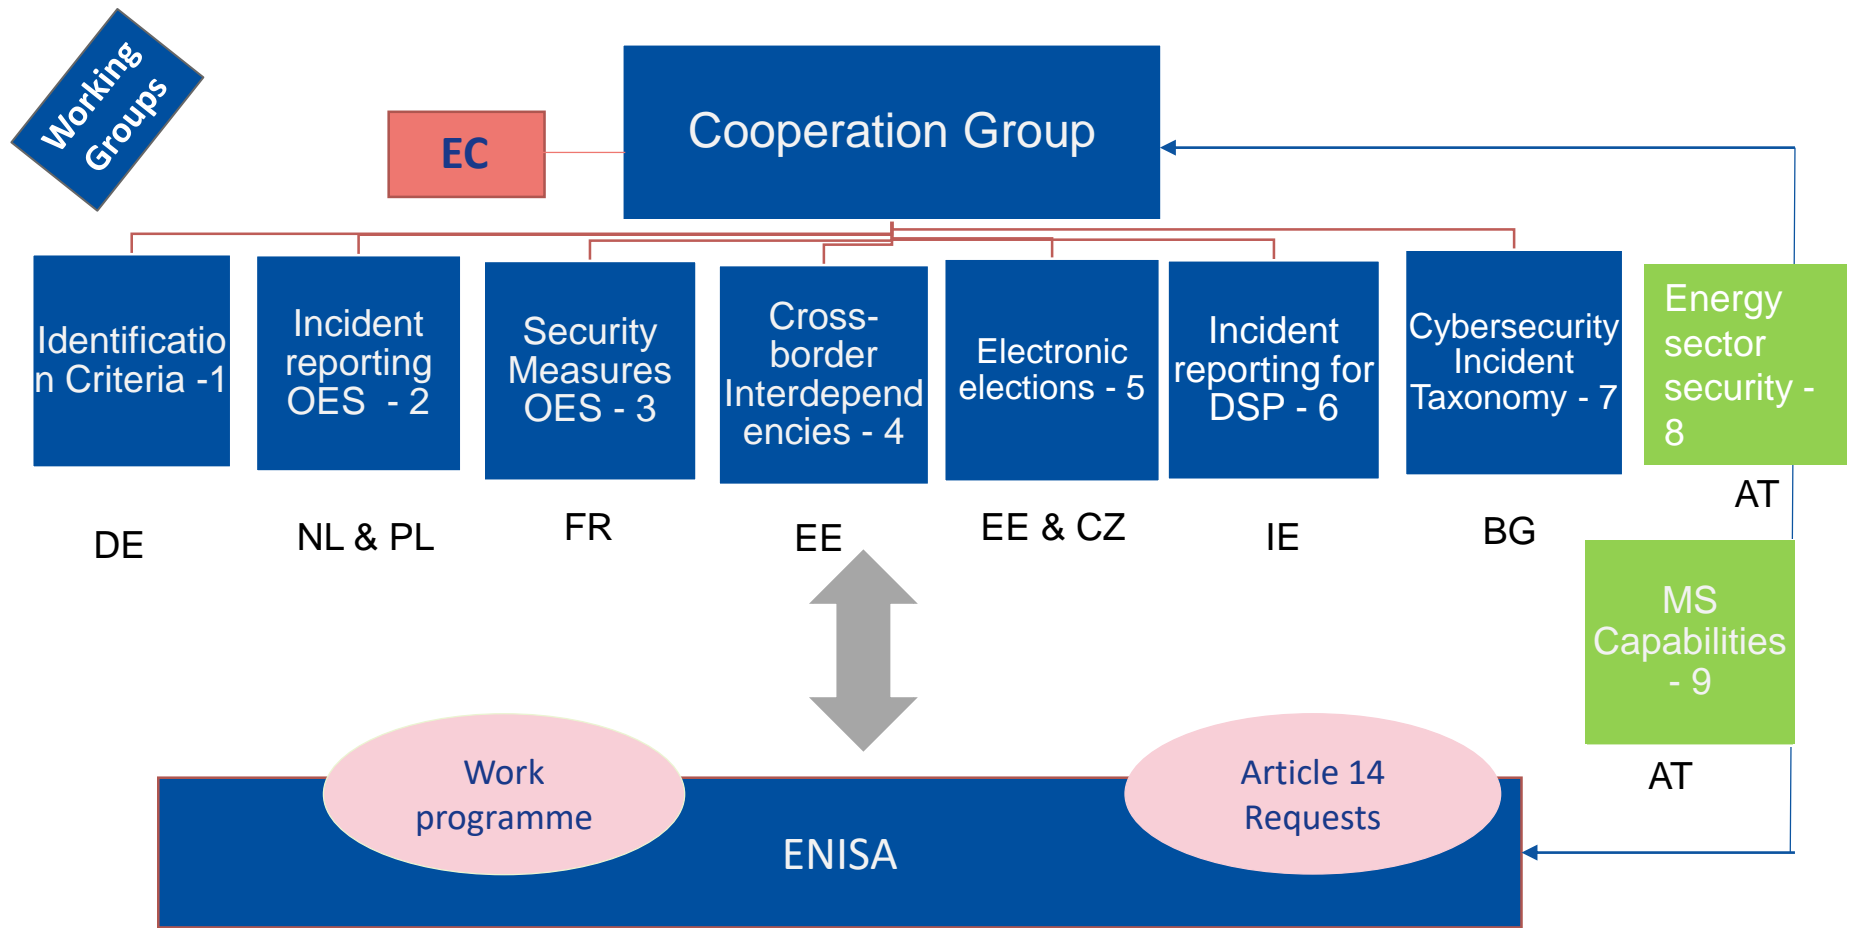 Working
Groups
Cooperation Group
EC
Identificatio
n Criteria -1
Incident
reporting
OES - 2
Security
Measures
OES - 3
Cross-
border
Interdepend
encies - 4
Electronic
elections - 5
Incident
reporting for
DSP - 6
Cybersecurity
Incident
Taxonomy - 7
Energy
sector
security -
8
DE
NL & PL
FR
EE
EE & CZ
IE
BG
AT
MS
Capabilities
- 9
AT
Work
programme
Article 14
Requests
ENISA